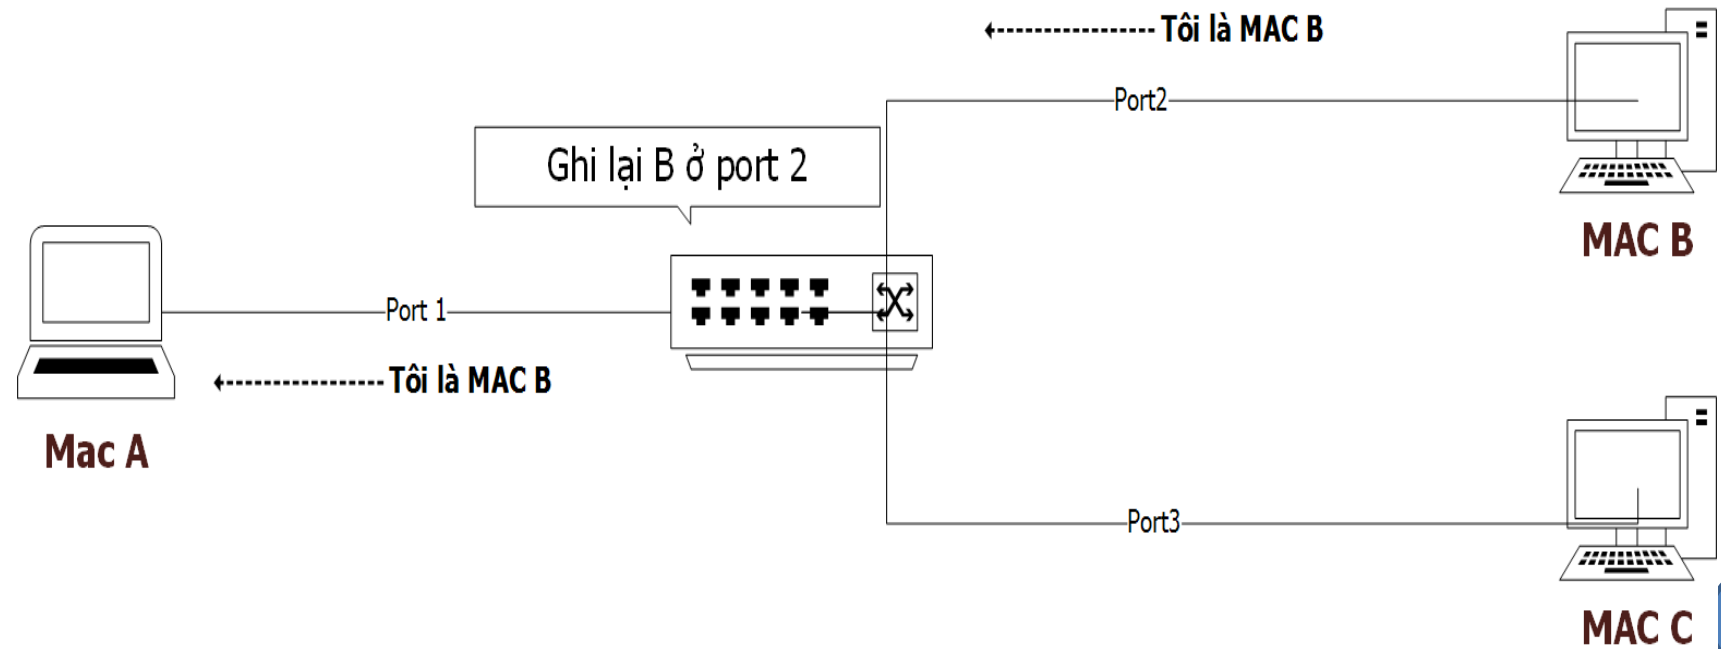 Tôi là MAC B
Port2
Ghi lại B ở port 2
MAC B
Port 1
Tôi là MAC B
Mac A
Port3
MAC C